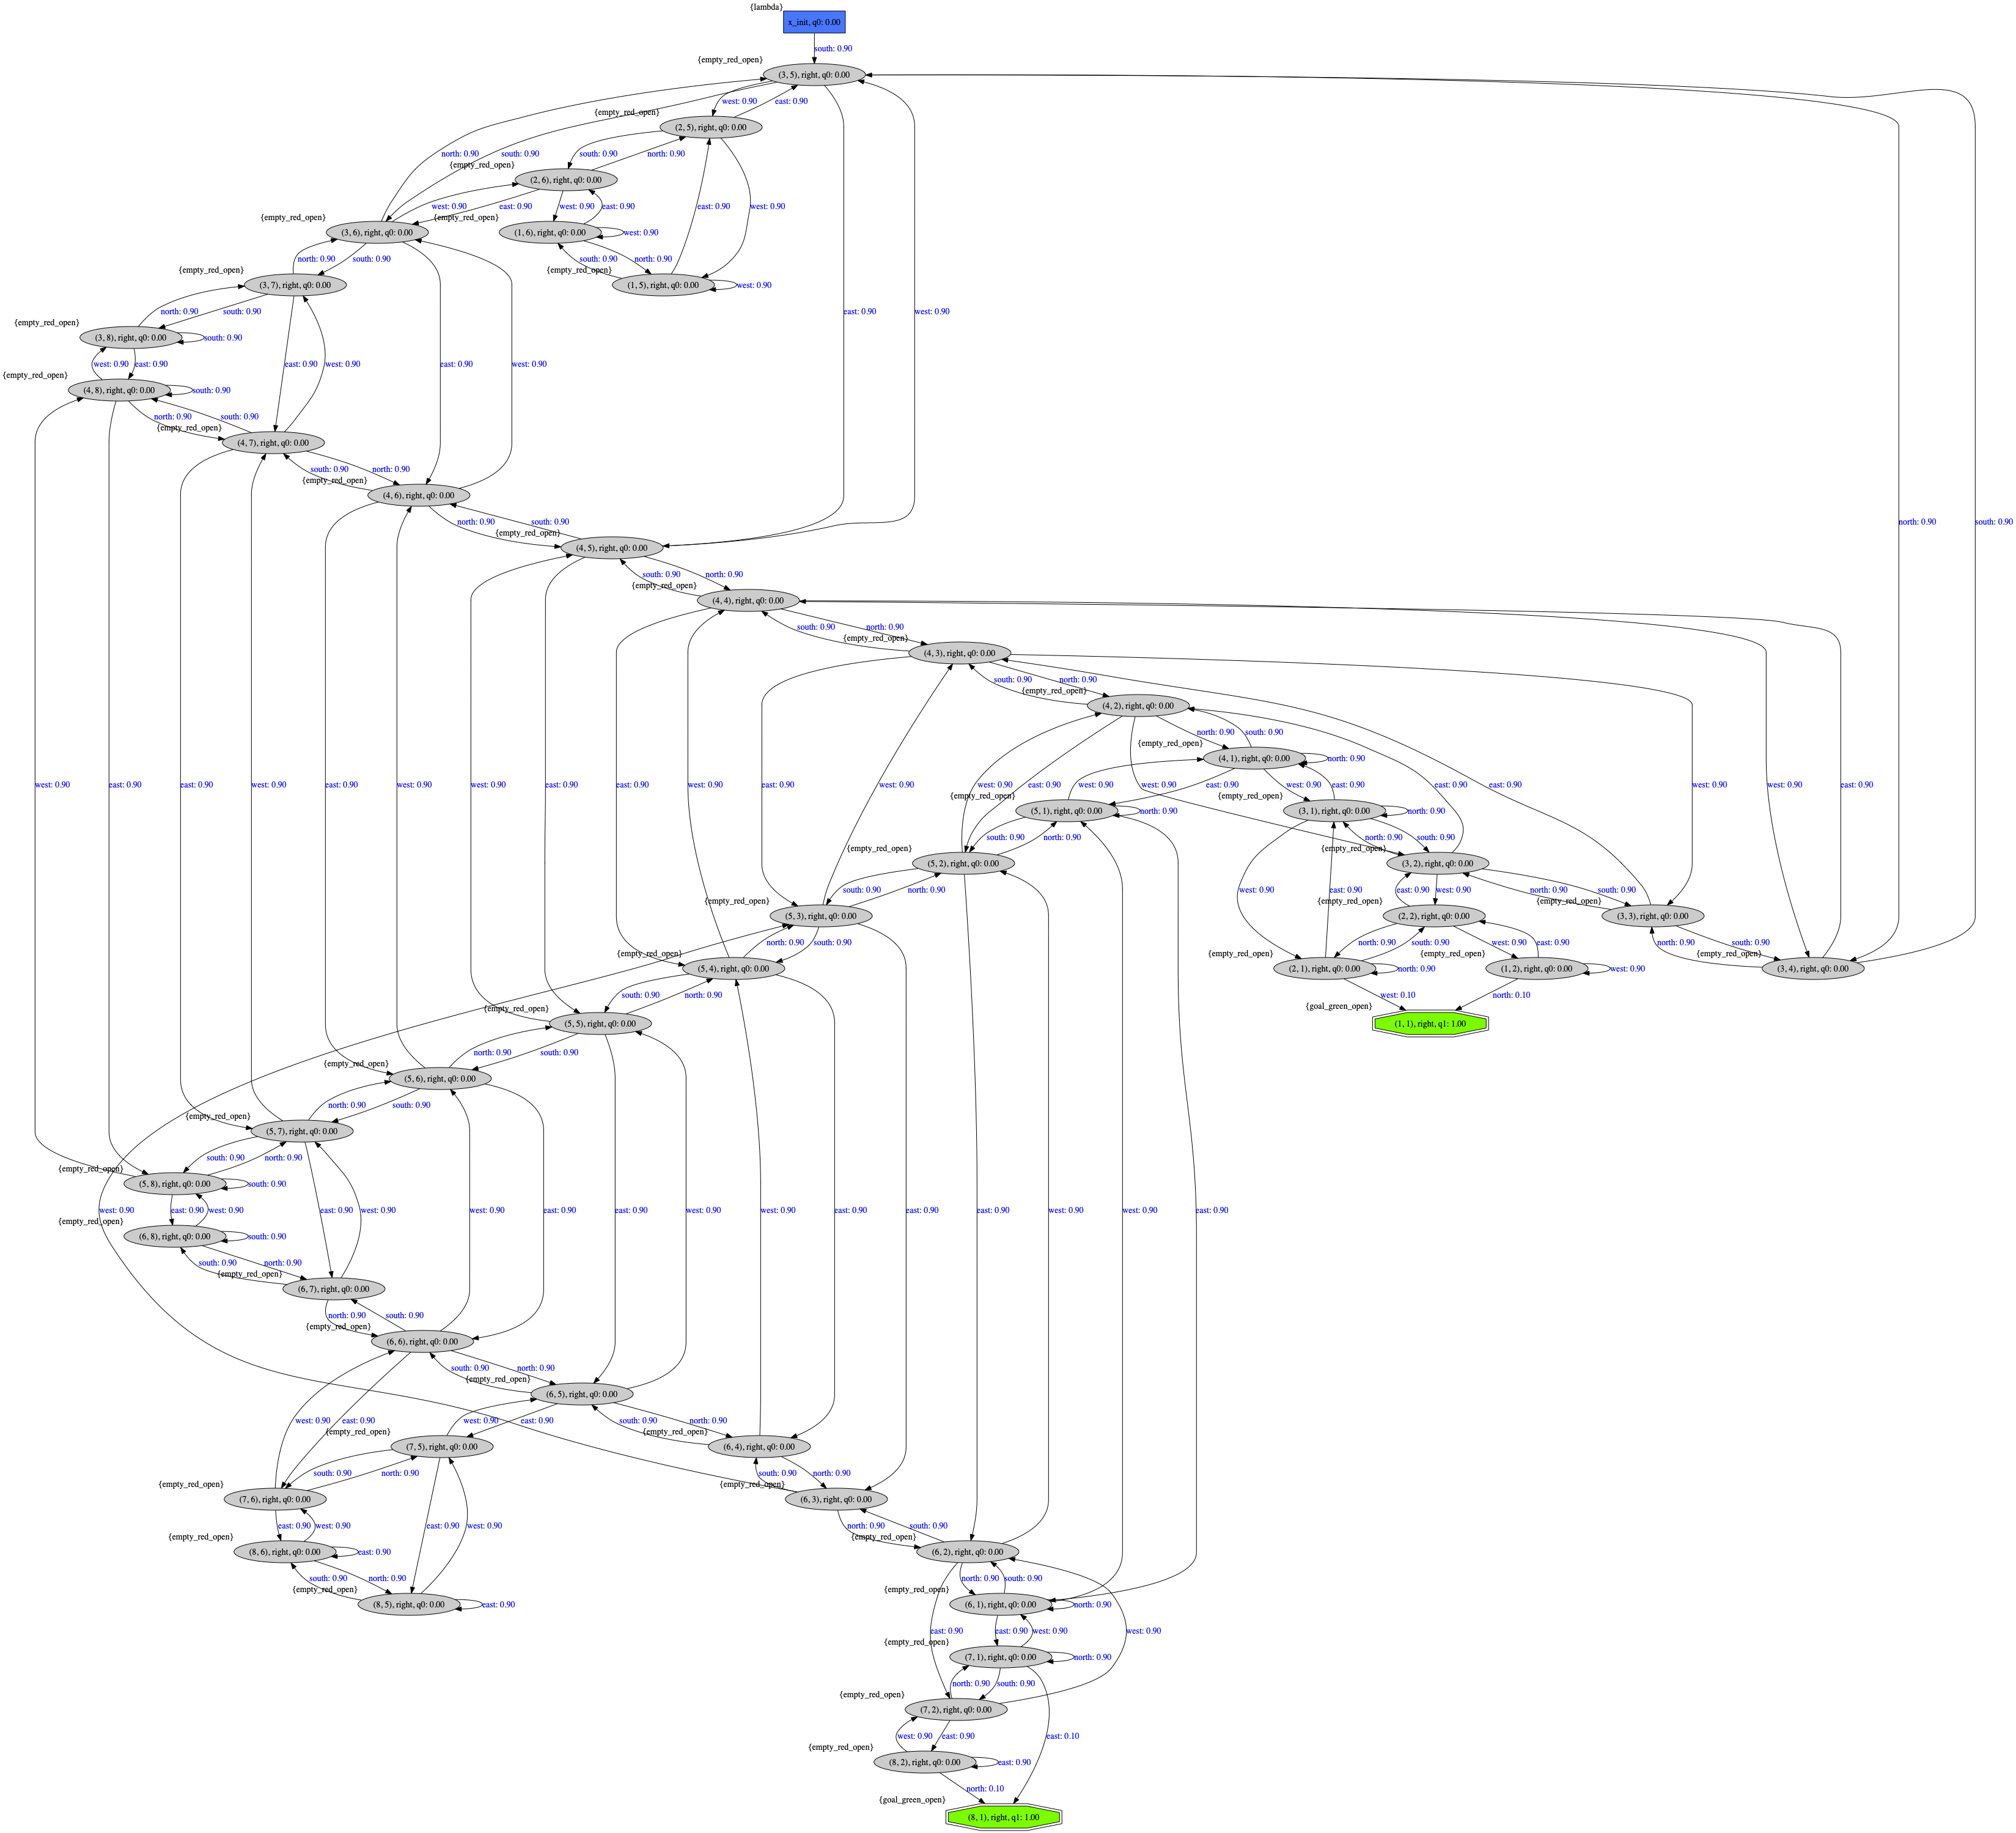 {lambda}
x_init, q0: 0.00
south: 0.90
{empty_red_open}
(3, 5), right, q0: 0.00
west: 0.90 east: 0.90
{empty_red_open}
(2, 5), right, q0: 0.00
north: 0.90 south: 0.90 south: 0.90 north: 0.90
{empty_red_open}
(2, 6), right, q0: 0.00
west: 0.90 east: 0.90 west: 0.90 east: 0.90 east: 0.90 west: 0.90
{empty_red_open} {empty_red_open}
(3, 6), right, q0: 0.00 (1, 6), right, q0: 0.00 west: 0.90
north: 0.90 south: 0.90 south: 0.90 north: 0.90
{empty_red_open} {empty_red_open}
(3, 7), right, q0: 0.00 (1, 5), right, q0: 0.00 west: 0.90
north: 0.90 south: 0.90 east: 0.90 west: 0.90
{empty_red_open}
(3, 8), right, q0: 0.00 south: 0.90
west: 0.90 east: 0.90 east: 0.90 west: 0.90 east: 0.90 west: 0.90
{empty_red_open}
(4, 8), right, q0: 0.00 south: 0.90
north: 0.90 south: 0.90
{empty_red_open}
(4, 7), right, q0: 0.00
south: 0.90 north: 0.90
{empty_red_open}
(4, 6), right, q0: 0.00
north: 0.90 south: 0.90 north: 0.90 south: 0.90
{empty_red_open}
(4, 5), right, q0: 0.00
south: 0.90 north: 0.90
{empty_red_open}
(4, 4), right, q0: 0.00
south: 0.90 north: 0.90
{empty_red_open}
(4, 3), right, q0: 0.00
south: 0.90 north: 0.90
{empty_red_open}
(4, 2), right, q0: 0.00
north: 0.90 south: 0.90
{empty_red_open}
(4, 1), right, q0: 0.00 north: 0.90
west: 0.90 east: 0.90 east: 0.90 west: 0.90 east: 0.90 west: 0.90 west: 0.90 east: 0.90 east: 0.90 west: 0.90 east: 0.90 west: 0.90 west: 0.90 east: 0.90 west: 0.90 east: 0.90 west: 0.90 west: 0.90 east: 0.90 east: 0.90 east: 0.90 west: 0.90 west: 0.90 east: 0.90
{empty_red_open} {empty_red_open}
(5, 1), right, q0: 0.00 north: 0.90 (3, 1), right, q0: 0.00 north: 0.90
south: 0.90 north: 0.90 north: 0.90 south: 0.90
{empty_red_open} {empty_red_open}
(5, 2), right, q0: 0.00 (3, 2), right, q0: 0.00
south: 0.90 north: 0.90 west: 0.90 east: 0.90 east: 0.90 west: 0.90 north: 0.90 south: 0.90
{empty_red_open} {empty_red_open} {empty_red_open}
(5, 3), right, q0: 0.00 (2, 2), right, q0: 0.00 (3, 3), right, q0: 0.00
north: 0.90 south: 0.90 north: 0.90 south: 0.90 west: 0.90 east: 0.90 north: 0.90 south: 0.90
{empty_red_open} {empty_red_open} {empty_red_open} {empty_red_open}
(5, 4), right, q0: 0.00 (2, 1), right, q0: 0.00 north: 0.90 (1, 2), right, q0: 0.00 west: 0.90 (3, 4), right, q0: 0.00
south: 0.90 north: 0.90 west: 0.10 north: 0.10
{empty_red_open} {goal_green_open}
(5, 5), right, q0: 0.00 (1, 1), right, q1: 1.00
north: 0.90 south: 0.90
{empty_red_open}
(5, 6), right, q0: 0.00
north: 0.90 south: 0.90
{empty_red_open}
(5, 7), right, q0: 0.00
south: 0.90 north: 0.90
{empty_red_open}
(5, 8), right, q0: 0.00 south: 0.90
west: 0.90 east: 0.90 west: 0.90 east: 0.90 west: 0.90 west: 0.90 east: 0.90 east: 0.90 west: 0.90 west: 0.90 east: 0.90 east: 0.90 east: 0.90 west: 0.90 west: 0.90 east: 0.90
{empty_red_open}
(6, 8), right, q0: 0.00 south: 0.90
south: 0.90 north: 0.90
{empty_red_open}
(6, 7), right, q0: 0.00
north: 0.90 south: 0.90
{empty_red_open}
(6, 6), right, q0: 0.00
south: 0.90 north: 0.90
{empty_red_open}
(6, 5), right, q0: 0.00
west: 0.90 east: 0.90 west: 0.90 east: 0.90 south: 0.90 north: 0.90
{empty_red_open} {empty_red_open}
(7, 5), right, q0: 0.00 (6, 4), right, q0: 0.00
south: 0.90 north: 0.90 south: 0.90 north: 0.90
{empty_red_open} {empty_red_open}
(7, 6), right, q0: 0.00 (6, 3), right, q0: 0.00
east: 0.90 west: 0.90 east: 0.90 west: 0.90 north: 0.90 south: 0.90
{empty_red_open} {empty_red_open}
(8, 6), right, q0: 0.00 east: 0.90 (6, 2), right, q0: 0.00
south: 0.90 north: 0.90 north: 0.90 south: 0.90
{empty_red_open} {empty_red_open}
(8, 5), right, q0: 0.00 east: 0.90 (6, 1), right, q0: 0.00 north: 0.90
east: 0.90 east: 0.90 west: 0.90 west: 0.90
{empty_red_open}
(7, 1), right, q0: 0.00 north: 0.90
north: 0.90 south: 0.90
{empty_red_open}
(7, 2), right, q0: 0.00
west: 0.90 east: 0.90 east: 0.10
{empty_red_open}
(8, 2), right, q0: 0.00 east: 0.90
north: 0.10
{goal_green_open}
(8, 1), right, q1: 1.00